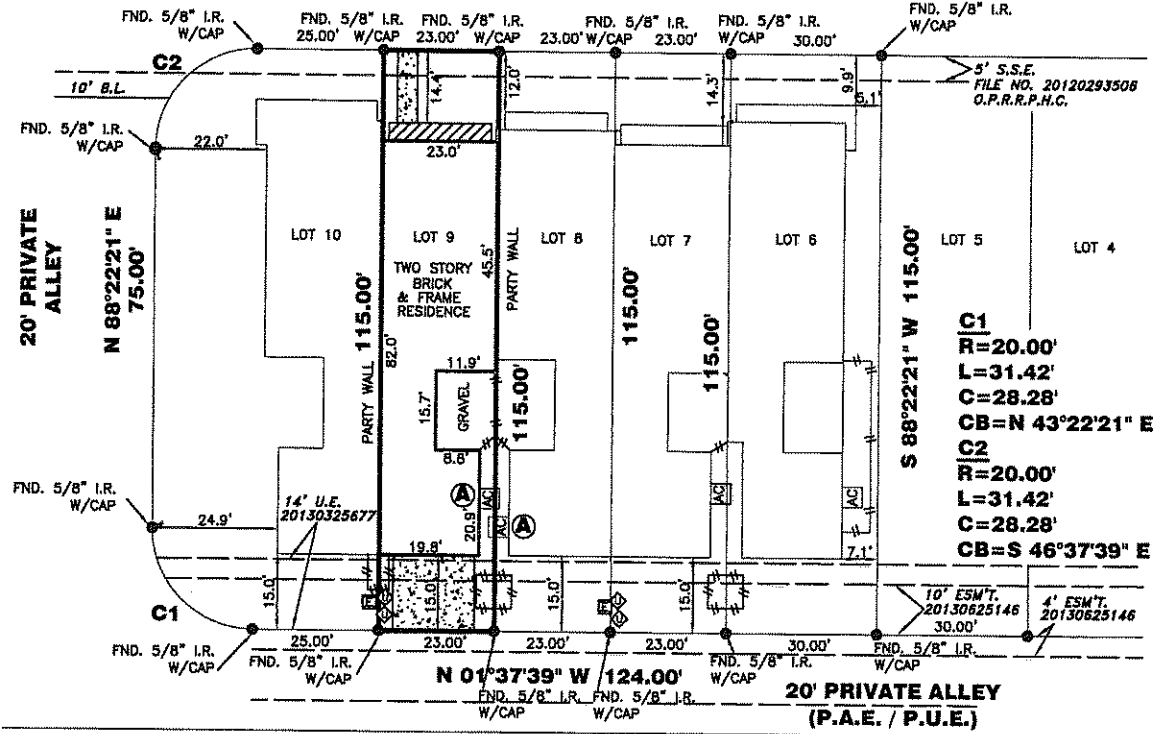 FND. 5/8" I.R.
W/CAP
25.00'
FND. 5/8" I.R.
W/CAP
FND. 5/8" I.R.
23.00'
W/CAP
FND. 5/8" I.R.
23.00'
W/CAP
23.00'
FND. 5/8" I.R.
W/CAP
30.00'
FND. 5/8" I.R.
W/CAP
C2
10' B.L.
14.4'
12.0'
14.3'
9.9'
5' S.S.E.
FILE NO. 20120293506
O.P.R.R.P.H.C.
FND. 5/8" I.R.
W/CAP
22.0'
23.0'
20' PRIVATE
ALLEY
N 88°22'21" E
75.00'
LOT 10
LOT 9
LOT 8
LOT 7
LOT 6
LOT 5
LOT 4
TWO STORY
BRICK
& FRAME
RESIDENCE
45.5'
PARTY WALL
PARTY WALL
115.00'
82.0'
115.00'
115.00'
115.00'
S 88°22'21" W 115.00'
11.9'
15.7'
GRAVEL
8.8'
C1
R=20.00'
L=31.42'
C=28.28'
CB=N 43°22'21" E
C2
R=20.00'
L=31.42'
C=28.28'
CB=S 46°37'39" E
FND. 5/8" I.R.
W/CAP
24.9'
14' U.E.
20130325677
A
AC
AC
A
AC
AC
20.9'
19.8'
7.1'
15.0'
15.0'
15.0'
15.0'
10' ESM'T.
20130625146
4' ESM'T.
20130625146
C1
25.00'
23.00'
23.00'
23.00'
30.00'
30.00'
FND. 5/8" I.R.
W/CAP
FND. 5/8" I.R.
W/CAP
N 01°37'39" W 124.00'
FND. 5/8" I.R.
W/CAP
FND. 5/8" I.R.
W/CAP
FND. 5/8" I.R.
W/CAP
FND. 5/8" I.R.
W/CAP
20' PRIVATE ALLEY
(P.A.E. / P.U.E.)